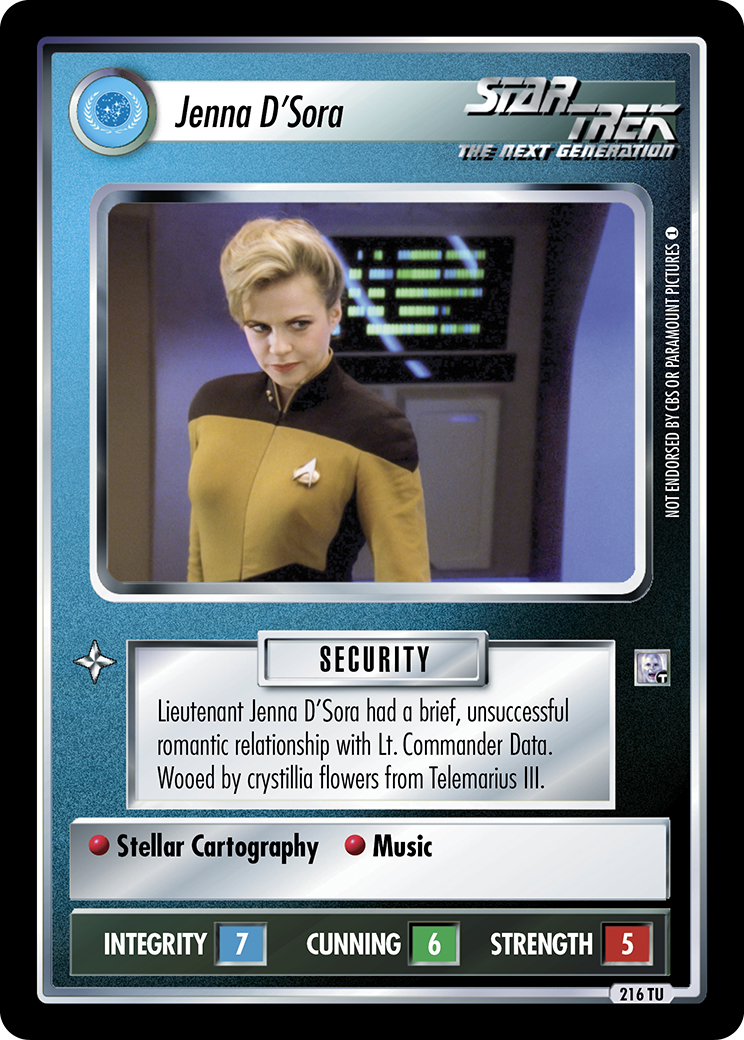 Jenna D'Sora
STAR TREK
THE NEXT GENERATION
NOT ENDORSED BY CBS OR PARAMOUNT PICTURES
SECURITY
Lieutenant Jenna D'Sora had a brief, unsuccessful
romantic relationship with Lt. Commander Data.
Wooed by crystillia flowers from Telemarius III.
Stellar Cartography Music
INTEGRITY 7 CUNNING 6 STRENGTH 5
216 TU